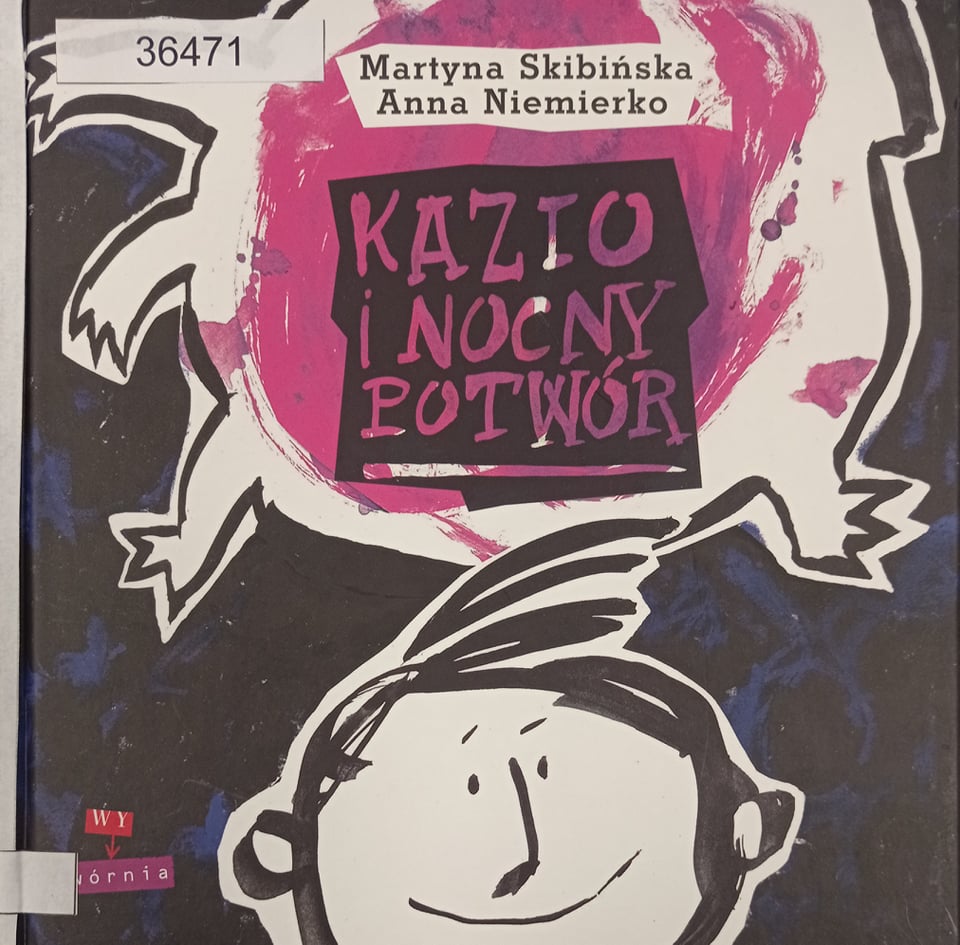 36471
Martyna Skibińska
Anna Niemierko
KAZIO
i NOCNY
POTWÓR
WY
wórnia